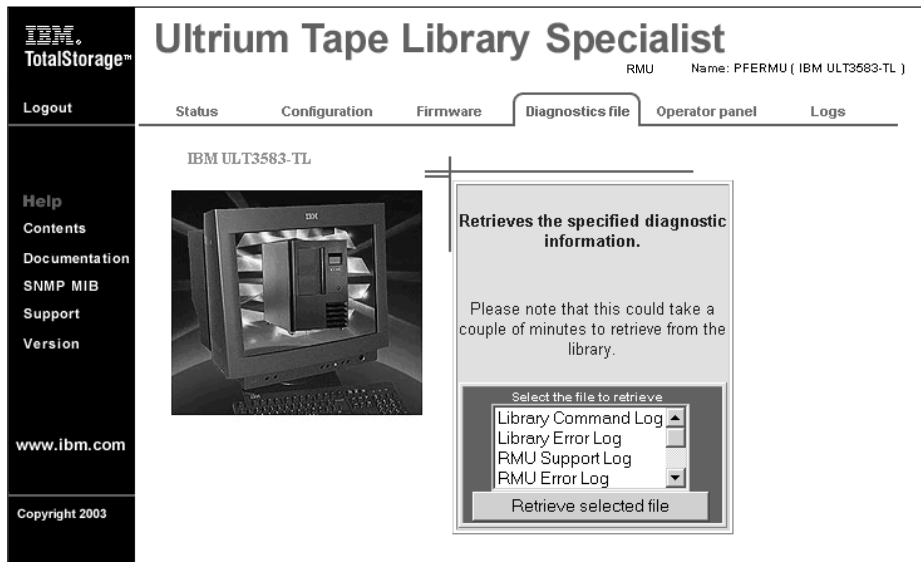 IBM.
TotalStorage™
Ultrium Tape Library Specialist
RMU Name: PFERMU ( IBM ULT3583-TL )
Logout
Status Configuration Firmware Diagnostics file Operator panel Logs
IBM ULT3583-TL
Help
Contents
Documentation
SNMP MIB
Support
Version
www.ibm.com
Copyright 2003
IBM
Retrieves the specified diagnostic
information.
Please note that this could take a
couple of minutes to retrieve from the
library.
Select the file to retrieve
Library Command Log
Library Error Log
RMU Support Log
RMU Error Log
Retrieve selected file